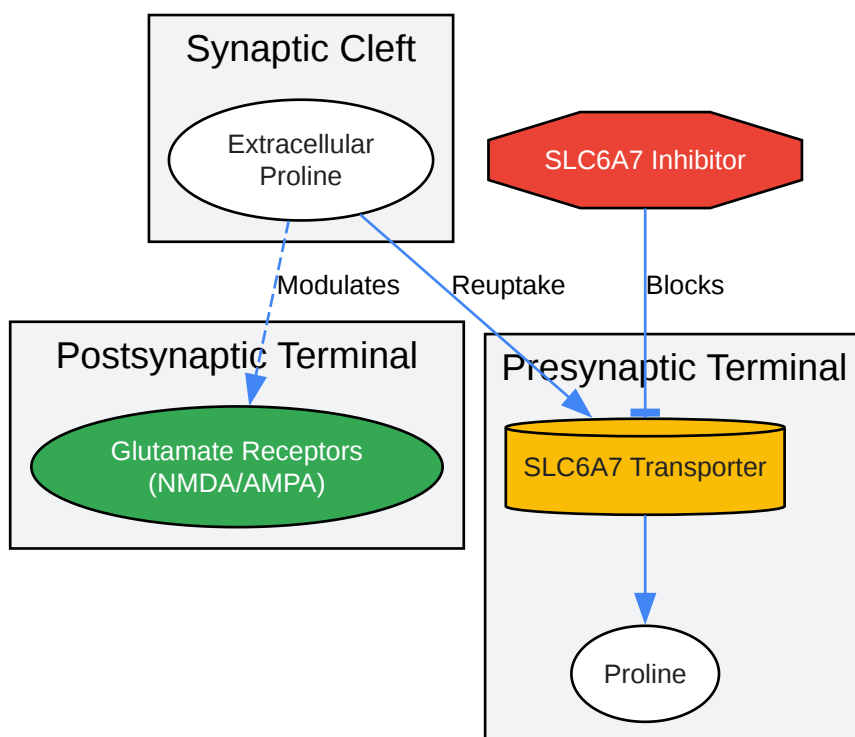 Synaptic Cleft
Extracellular
Proline
SLC6A7 Inhibitor
Modulates
Reuptake
Blocks
Postsynaptic Terminal
Presynaptic Terminal
Glutamate Receptors
(NMDA/AMPA)
SLC6A7 Transporter
Proline